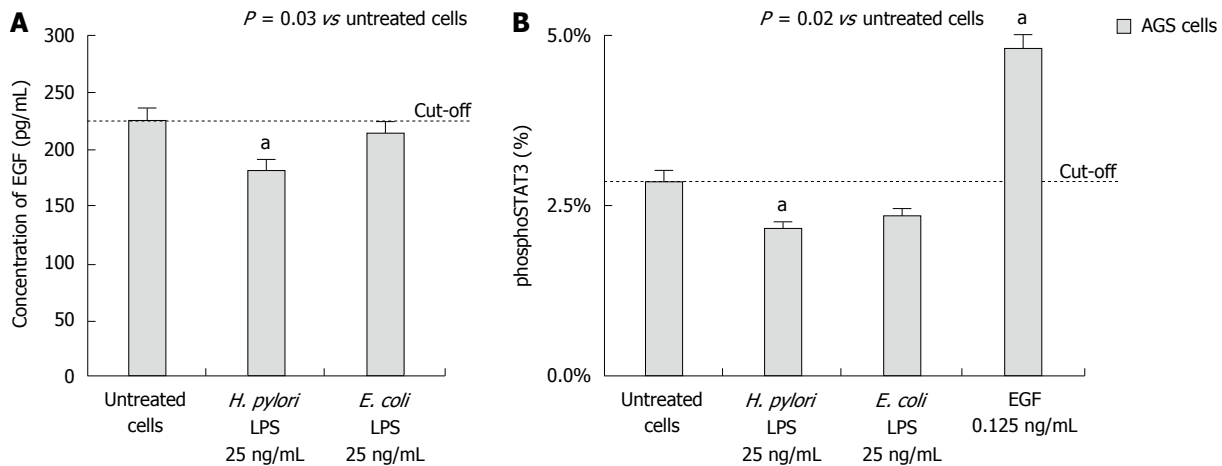 A
P = 0.03 vs untreated cells
Concentration of EGF (pg/mL)
300
250
200
150
100
50
0
Cut-off
a
Untreated
cells
H. pylori
LPS
25 ng/mL
E. coli
LPS
25 ng/mL
B
P = 0.02 vs untreated cells
AGS cells
phosphoSTAT3 (%)
5.0%
2.5%
0.0%
a
Cut-off
a
Untreated
cells
H. pylori
LPS
25 ng/mL
E. coli
LPS
25 ng/mL
EGF
0.125 ng/mL